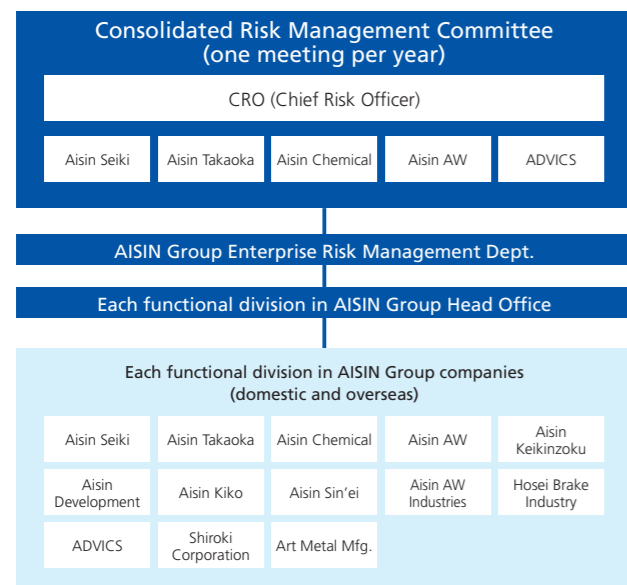 Consolidated Risk Management Committee
(one meeting per year)
CRO (Chief Risk Officer)
Aisin Seiki
Aisin Takaoka
Aisin Chemical
Aisin AW
ADVICS
AISIN Group Enterprise Risk Management Dept.
Each functional division in AISIN Group Head Office
Each functional division in AISIN Group companies
(domestic and overseas)
Aisin Seiki
Aisin Takaoka
Aisin Chemical
Aisin AW
Aisin
Keikinzoku
Aisin
Development
Aisin Kiko
Aisin Sin’ei
Aisin AW
Industries
Hosei Brake
Industry
ADVICS
Shiroki
Corporation
Art Metal Mfg.